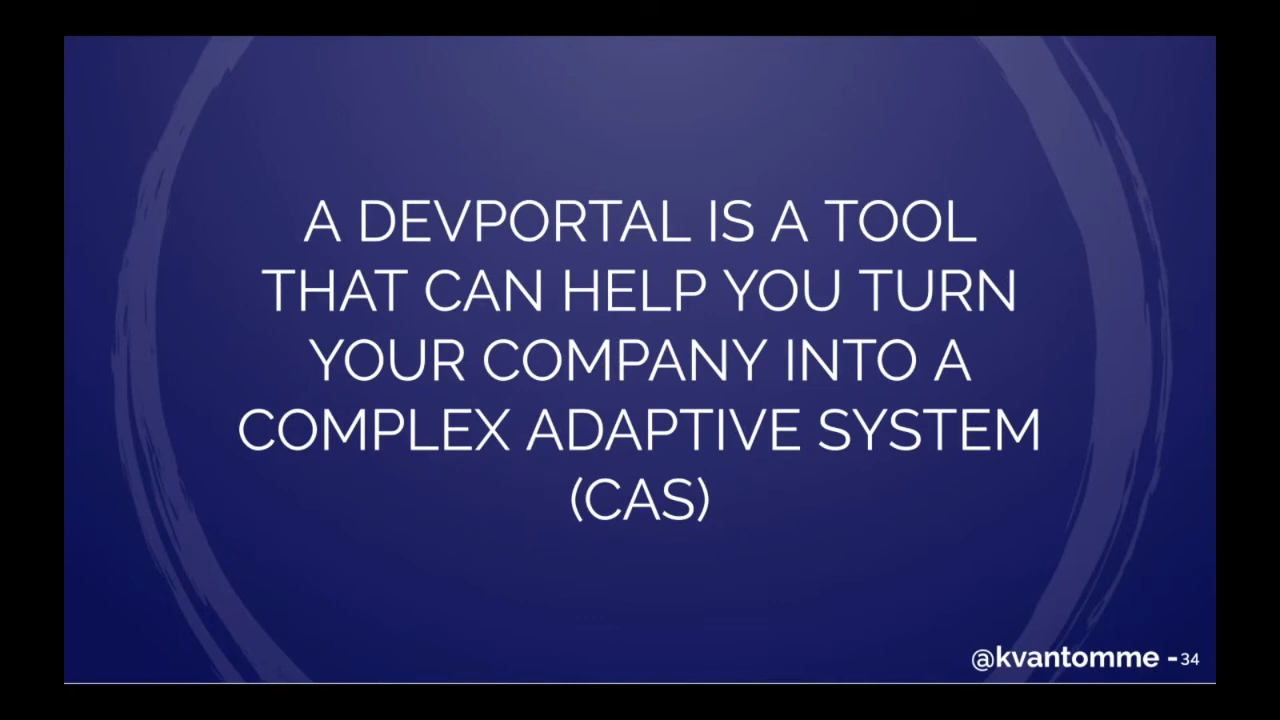 A DEVPORTAL IS A TOOL
THAT CAN HELP YOU TURN
YOUR COMPANY INTO A
COMPLEX ADAPTIVE SYSTEM
(CAS)
@kvantomme -34